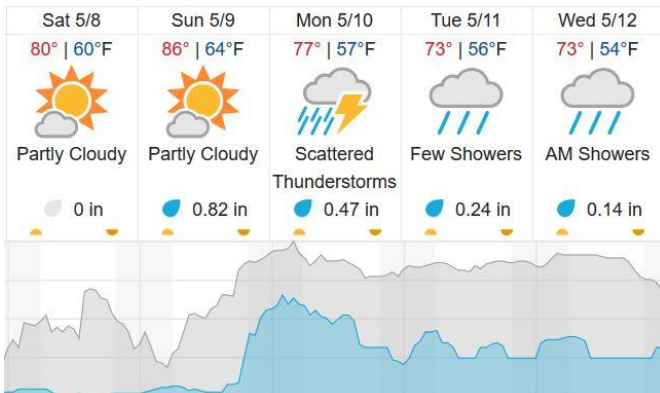 Sat 5/8 Sun 5/9 Mon 5/10 Tue 5/11 Wed 5/12
80° | 60°F 86° | 64°F 77° | 57°F 73° | 56°F 73° | 54°F
Partly Cloudy Partly Cloudy Scattered Few Showers AM Showers
Thunderstorms
0 in 0.82 in 0.47 in 0.24 in 0.14 in